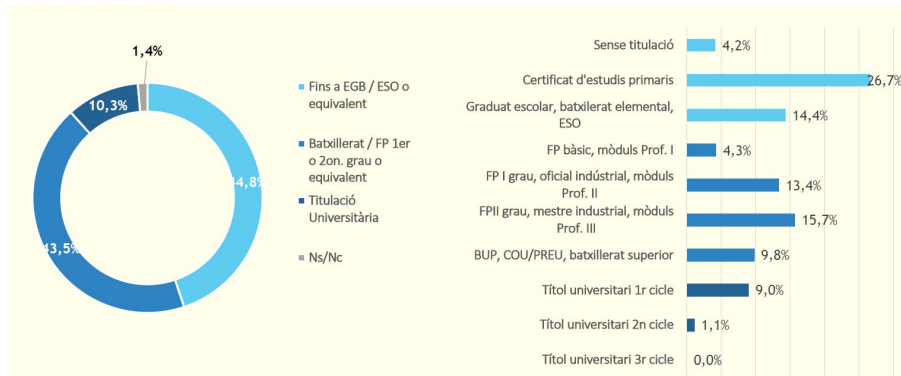 1,4%
10,3%
44,8%
43,5%
Fins a EGB / ESO o
equivalent
Batxillerat / FP 1er
o 2on. grau o
equivalent
Titulació
Universitària
Ns/Nc
Sense titulació
4,2%
Certificat d'estudis primaris
26,7%
Graduat escolar, batxilerat elemental,
ESO
14,4%
FP bàsic, mòduls Prof. I
4,3%
FP I grau, oficial indústrial, mòduls
Prof. II
13,4%
FPII grau, mestre industrial, mòduls
Prof. III
15,7%
BUP, COU/PREU, batxillerat superior
9,8%
Títol universitari 1r cicle
9,0%
Títol universitari 2n cicle
1,1%
Títol universitari 3r cicle
0,0%